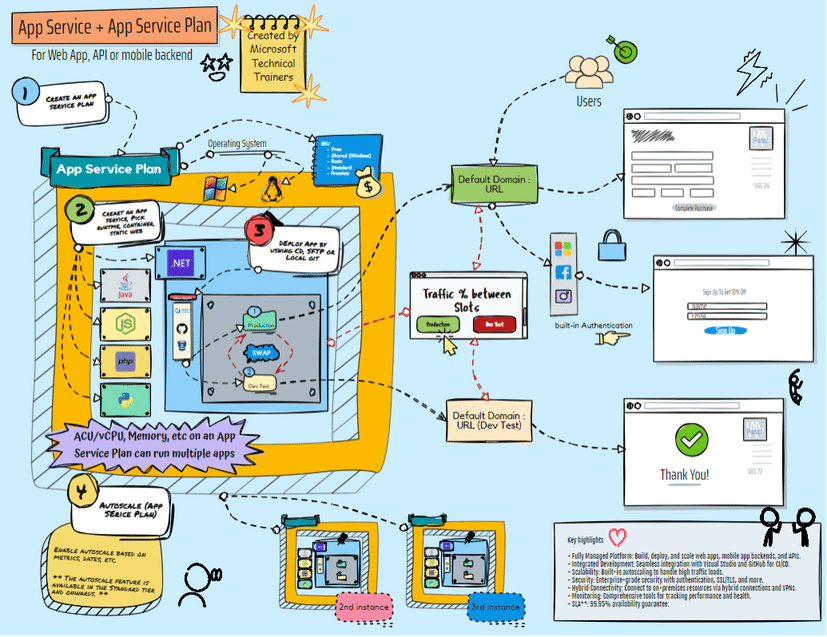 App Service + App Service Plan
For Web App, API or mobile backend
Created by
Microsoft
Technical
Trainers
1
Create an App
Service Plan
App Service Plan
Operating System
SKU
- Free
- Shared (Windows)
- Basic
- Standard
- Premium
$
Users
Default Domain :
URL
Product
$65.24
Complete Purchase
2
Creaet an App
Service, Pick
runtime, container,
static web
3
Deploy App by
ushing CD, SFTP or
Local git
.NET
Java
JS
php
1
Production
SWAP
2
Dev Test
Traffic % between
Slots
Production
Dev Test
built-in Authentication
Sign Up To Get 10% Off!
Name
Email
Sign Up
Default Domain :
URL (Dev Test)
Thank You!
Product
ACU/vCPU, Memory, etc on an App
Service Plan can run multiple apps
4
Autoscale (App
Serice Plan)
Enable autoscale based on
metrics, dates, etc.
** The autoscale feature is
available in the Standard tier
and onwards. **
2nd instance
3rd instance
Key highlights
- Fully Managed Platform: Build, deploy, and scale web apps, mobile app backends, and APIs.
- Integrated Development: Seamless integration with Visual Studio and GitHub for CI/CD.
- Scalability: Built-in autoscaling to handle high traffic loads.
- Security: Enterprise-grade security with authentication, SSL/TLS, and more.
- Hybrid Connectivity: Connect to on-premises resources via hybrid connections and VPNs.
- Monitoring: Comprehensive tools for tracking performance and health.
- SLA**: 99.95% availability guarantee.